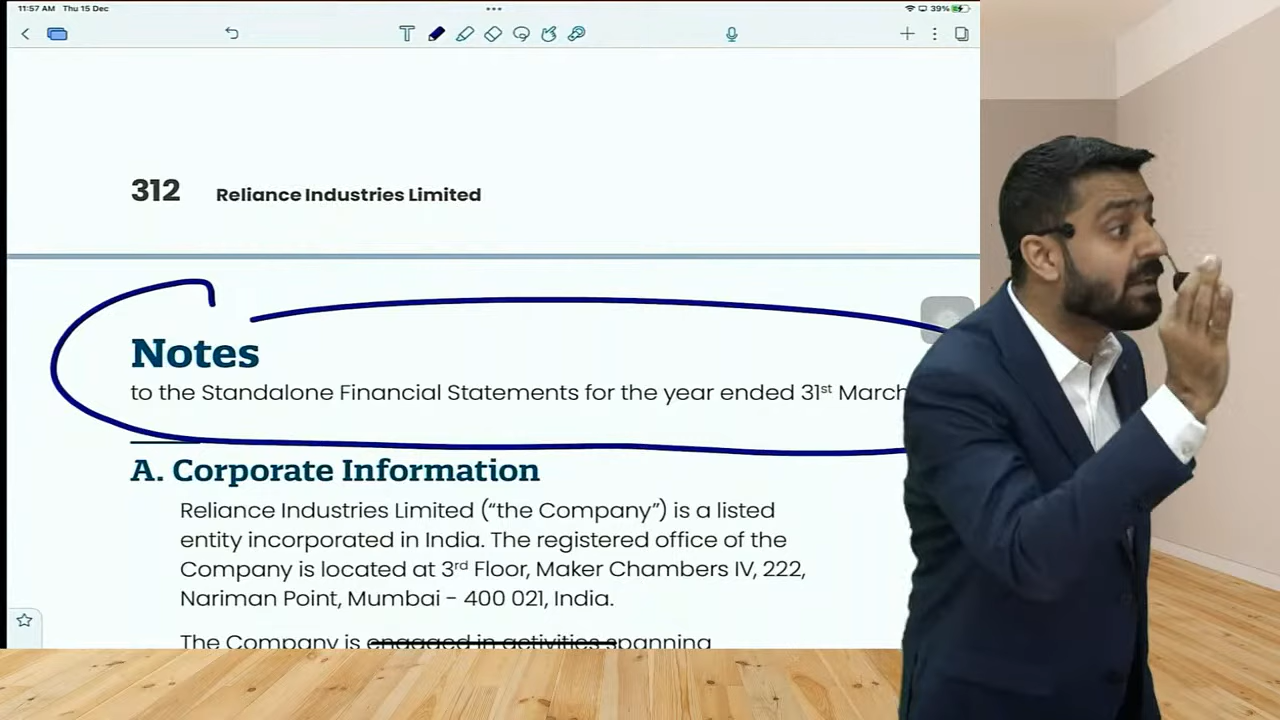 11:57 AM Thu 15 Dec
39%
312 Reliance Industries Limited
Notes
to the Standalone Financial Statements for the year ended 31st March
A. Corporate Information
Reliance Industries Limited (“the Company”) is a listed
entity incorporated in India. The registered office of the
Company is located at 3rd Floor, Maker Chambers IV, 222,
Nariman Point, Mumbai - 400 021, India.
The Company is engaged in activities spanning